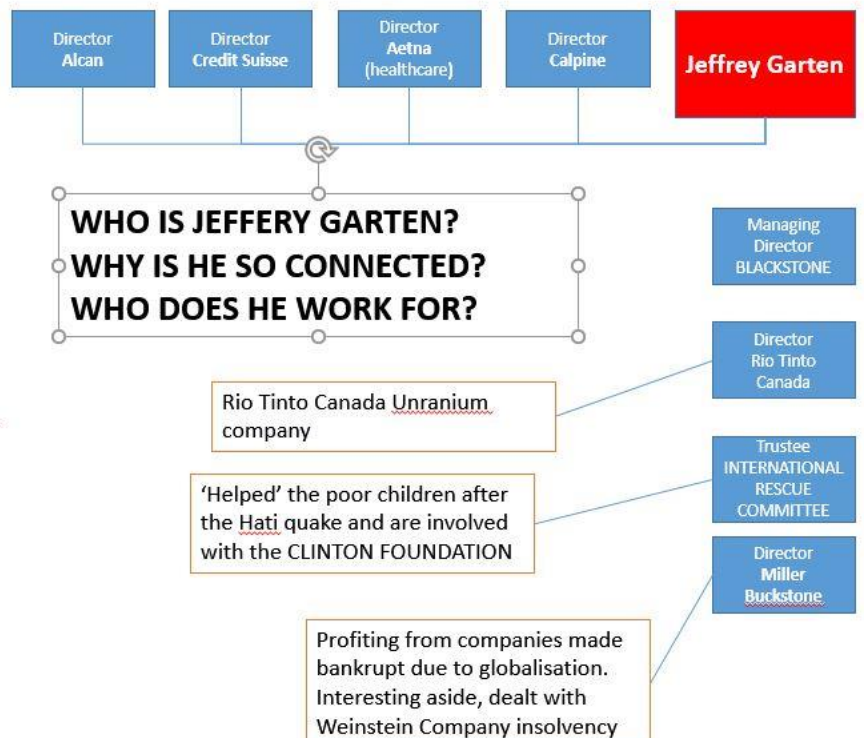 Director
Alcan
Director
Credit Suisse
Director
Aetna
(healthcare)
Director
Calpine
Jeffrey Garten
WHO IS JEFFERY GARTEN?
WHY IS HE SO CONNECTED?
WHO DOES HE WORK FOR?
Managing
Director
BLACKSTONE
Director
Rio Tinto
Canada
Rio Tinto Canada Unranium
company
Trustee
INTERNATIONAL
RESCUE
COMMITTEE
‘Helped’ the poor children after
the Hati quake and are involved
with the CLINTON FOUNDATION
Director
Miller
Buckstone
Profiting from companies made
bankrupt due to globalisation.
Interesting aside, dealt with
Weinstein Company insolvency